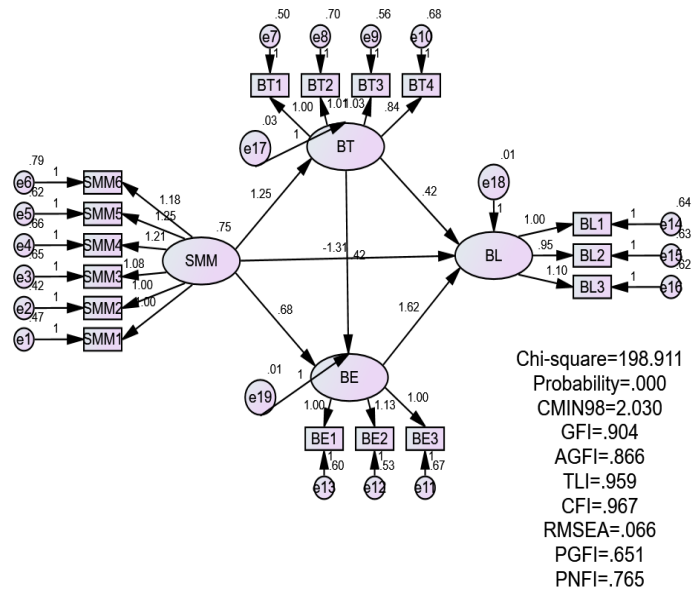 .50 .70 .56 .68
e7 e8 e9 e10
1 1 1 1
BT1 BT2 BT3 BT4
1.00 1.01 1.03 .84
.03
e17 1
BT
.01
e18
1
.79
e6 1 SMM6
.62
e5 1 SMM5
.66
e4 1 SMM4
.65
e3 1 SMM3
.42
e2 1 SMM2
.47
e1 1 SMM1
1.18
1.25
1.21
1.08
1.00
1.00
.75
SMM
1.25
.42
-1.31
.42
.68
1.62
BL
1.00
.95
1.10
BL1 1 e14 .64
BL2 1 e15 .63
BL3 1 e16 .62
.01
e19 1
BE
1.00 1.13 1.00
BE1 BE2 BE3
1 1 1
.60 .53 .67
e13 e12 e11
Chi-square=198.911
Probability=.000
CMIN98=2.030
GFI=.904
AGFI=.866
TLI=.959
CFI=.967
RMSEA=.066
PGFI=.651
PNFI=.765